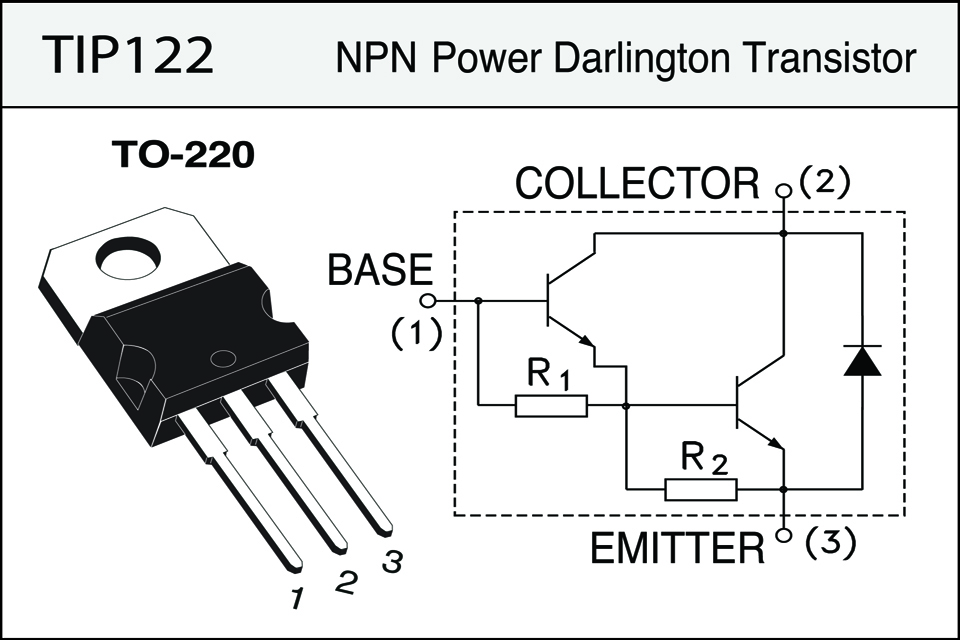 TIP122
NPN Power Darlington Transistor
TO-220
COLLECTOR (2)
BASE
(1)
R1
R2
EMITTER (3)
1
2
3